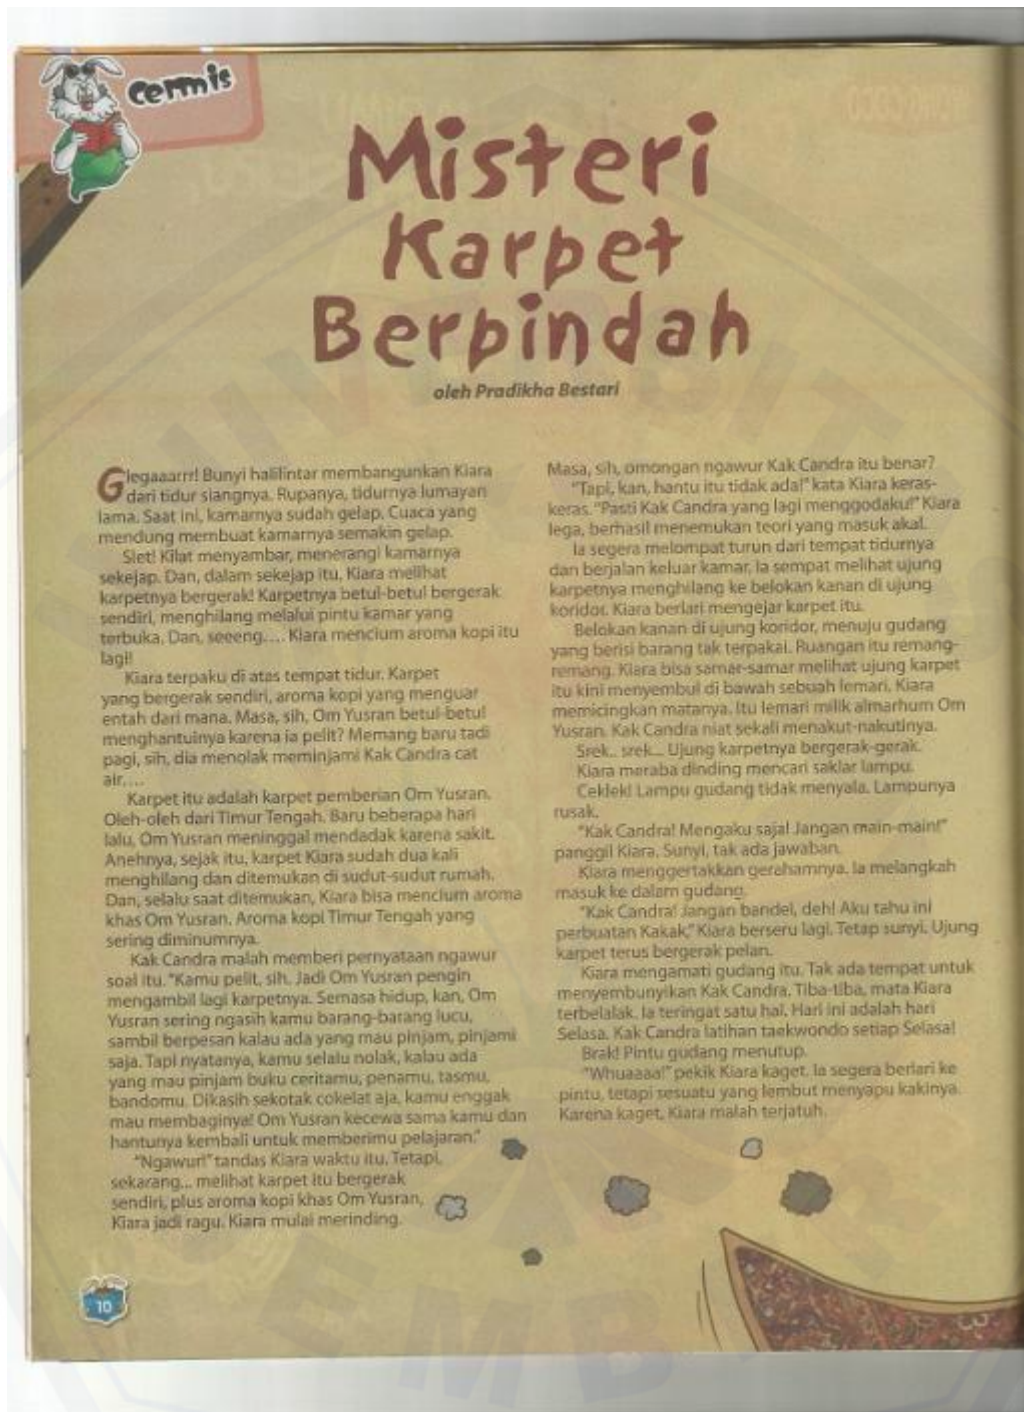 cermis
Misteri
Karpet
Berpindah
oleh Pradikha Bestari
Glegaaarrr! Bunyi halilintar membangunkan Kiara
dari tidur siangnya. Rupanya, tidurnya lumayan
lama. Saat ini, kamarnya sudah gelap. Cuaca yang
mendung membuat kamarnya semakin gelap.
Slet! Kilat menyambar, menerangi kamarnya
sekejap. Dan, dalam sekejap itu, Kiara melihat
karpetnya bergerak! Karpetnya betul-betul bergerak
sendiri, menghilang melalui pintu kamar yang
terbuka. Dan, seeeng.... Kiara mencium aroma kopi itu
lagi!
Kiara terpaku di atas tempat tidur. Karpet
yang bergerak sendiri, aroma kopi yang menguar
entah dari mana. Masa, sih, Om Yusran betul-betul
menghantuinya karena ia pelit? Memang baru tadi
pagi, sih, dia menolak meminjami Kak Candra cat
air....
Karpet itu adalah karpet pemberian Om Yusran.
Oleh-oleh dari Timur Tengah. Baru beberapa hari
lalu, Om Yusran meninggal mendadak karena sakit.
Anehnya, sejak itu, karpet Kiara sudah dua kali
menghilang dan ditemukan di sudut-sudut rumah.
Dan, selalu saat ditemukan, Kiara bisa mencium aroma
khas Om Yusran. Aroma kopi Timur Tengah yang
sering diminumnya.
Kak Candra malah memberi pernyataan ngawur
soal itu. "Kamu pelit, sih. Jadi Om Yusran pengin
mengambil lagi karpetnya. Semasa hidup, kan, Om
Yusran sering ngasih kamu barang-barang lucu,
sambil berpesan kalau ada yang mau pinjam, pinjami
saja. Tapi nyatanya, kamu selalu nolak, kalau ada
yang mau pinjam buku ceritamu, penamu, tasmu,
bandomu. Dikasih sekotak cokelat aja, kamu enggak
mau membaginya! Om Yusran kecewa sama kamu dan
hantunya kembali untuk memberimu pelajaran."
"Ngawur!" tandas Kiara waktu itu. Tetapi,
sekarang... melihat karpet itu bergerak
sendiri, plus aroma kopi khas Om Yusran,
Kiara jadi ragu. Kiara mulai merinding.
Masa, sih, omongan ngawur Kak Candra itu benar?
"Tapi, kan, hantu itu tidak ada!" kata Kiara keras-
keras. "Pasti Kak Candra yang lagi menggodaku!" Kiara
lega, berhasil menemukan teori yang masuk akal.
Ia segera melompat turun dari tempat tidurnya
dan berjalan keluar kamar. Ia sempat melihat ujung
karpetnya menghilang ke belokan kanan di ujung
koridor. Kiara berlari mengejar karpet itu.
Belokan kanan di ujung koridor, menuju gudang
yang berisi barang tak terpakai. Ruangan itu remang-
remang. Kiara bisa samar-samar melihat ujung karpet
itu kini menyembul di bawah sebuah lemari. Kiara
memicingkan matanya. Itu lemari milik almarhum Om
Yusran. Kak Candra niat sekali menakut-nakutinya.
Srek.. srek... Ujung karpetnya bergerak-gerak.
Kiara meraba dinding mencari saklar lampu.
Ceklek! Lampu gudang tidak menyala. Lampunya
rusak.
"Kak Candra! Mengaku saja! Jangan main-main!"
panggil Kiara. Sunyi, tak ada jawaban.
Kiara menggertakkan gerahamnya. Ia melangkah
masuk ke dalam gudang.
"Kak Candra! Jangan bandel, deh! Aku tahu ini
perbuatan Kakak," Kiara berseru lagi. Tetap sunyi. Ujung
karpet terus bergerak pelan.
Kiara mengamati gudang itu. Tak ada tempat untuk
menyembunyikan Kak Candra. Tiba-tiba, mata Kiara
terbelalak. Ia teringat satu hal. Hari ini adalah hari
Selasa. Kak Candra latihan taekwondo setiap Selasa!
Brak! Pintu gudang menutup.
"Whuaaaa!" pekik Kiara kaget. Ia segera berlari ke
pintu, tetapi sesuatu yang lembut menyapu kakinya.
Karena kaget, Kiara malah terjatuh.
10